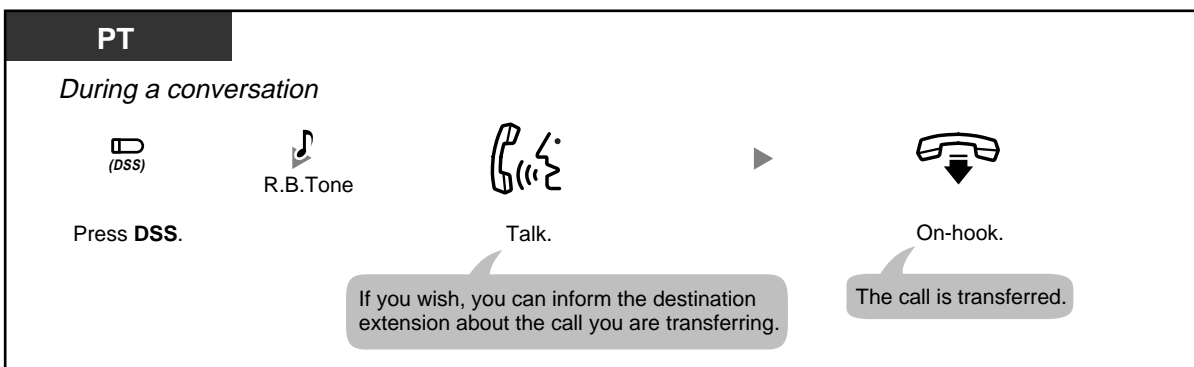 PT
During a conversation
(DSS)
R.B.Tone
Press DSS.
Talk.
On-hook.
If you wish, you can inform the destination
extension about the call you are transferring.
The call is transferred.